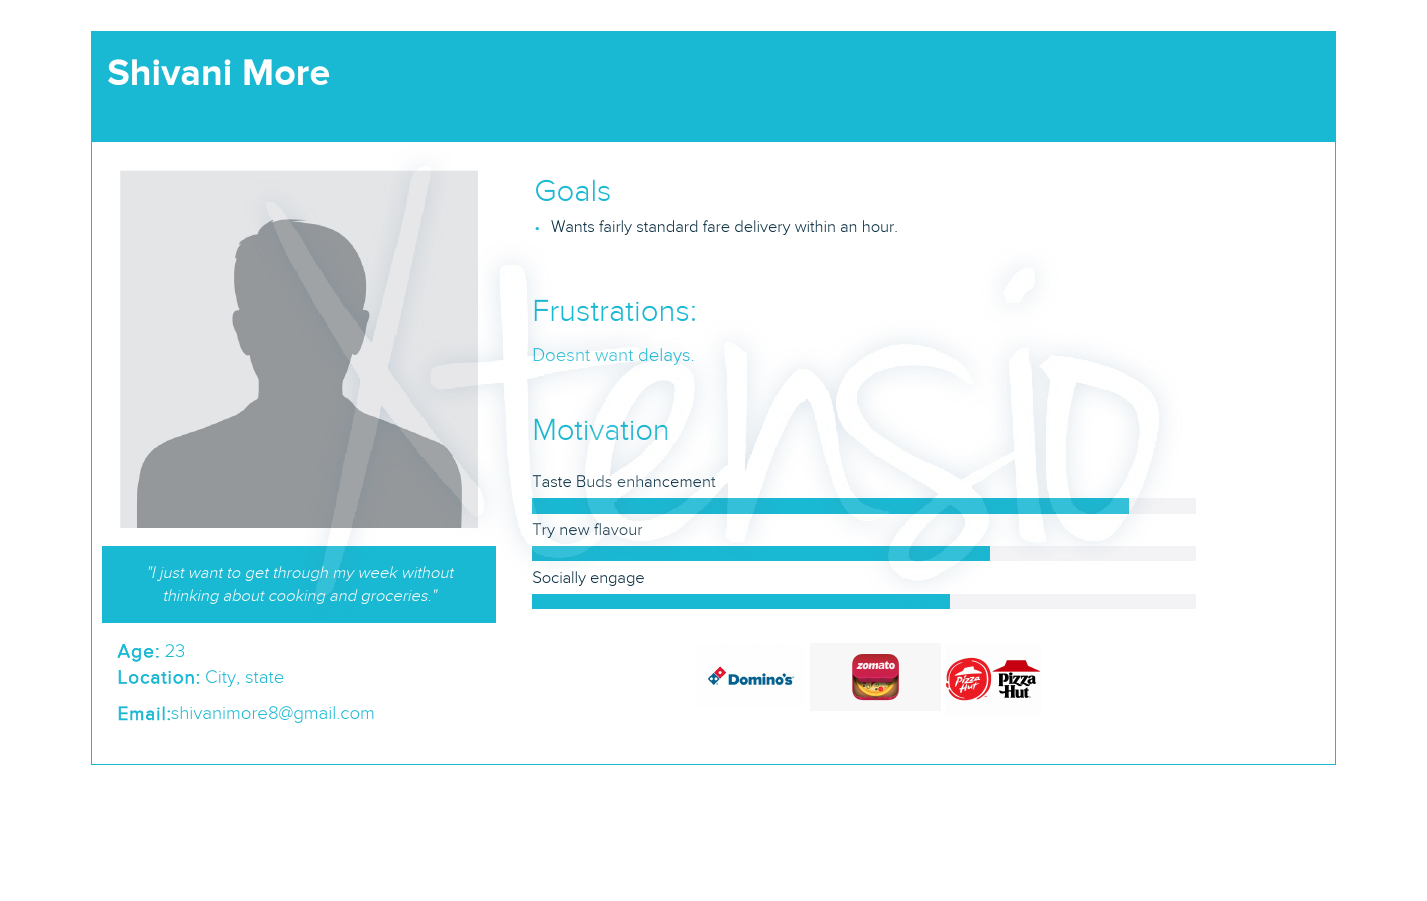 Shivani More
Goals
• Wants fairly standard fare delivery within an hour.
Frustrations:
Doesnt want delays.
Motivation
Taste Buds enhancement
Try new flavour
Socially engage
"I just want to get through my week without
thinking about cooking and groceries."
Age: 23
Location: City, state
Email:shivanimore8@gmail.com
Domino's
zomato
Pizza
Hut
Pizza
Hut
Xtensio